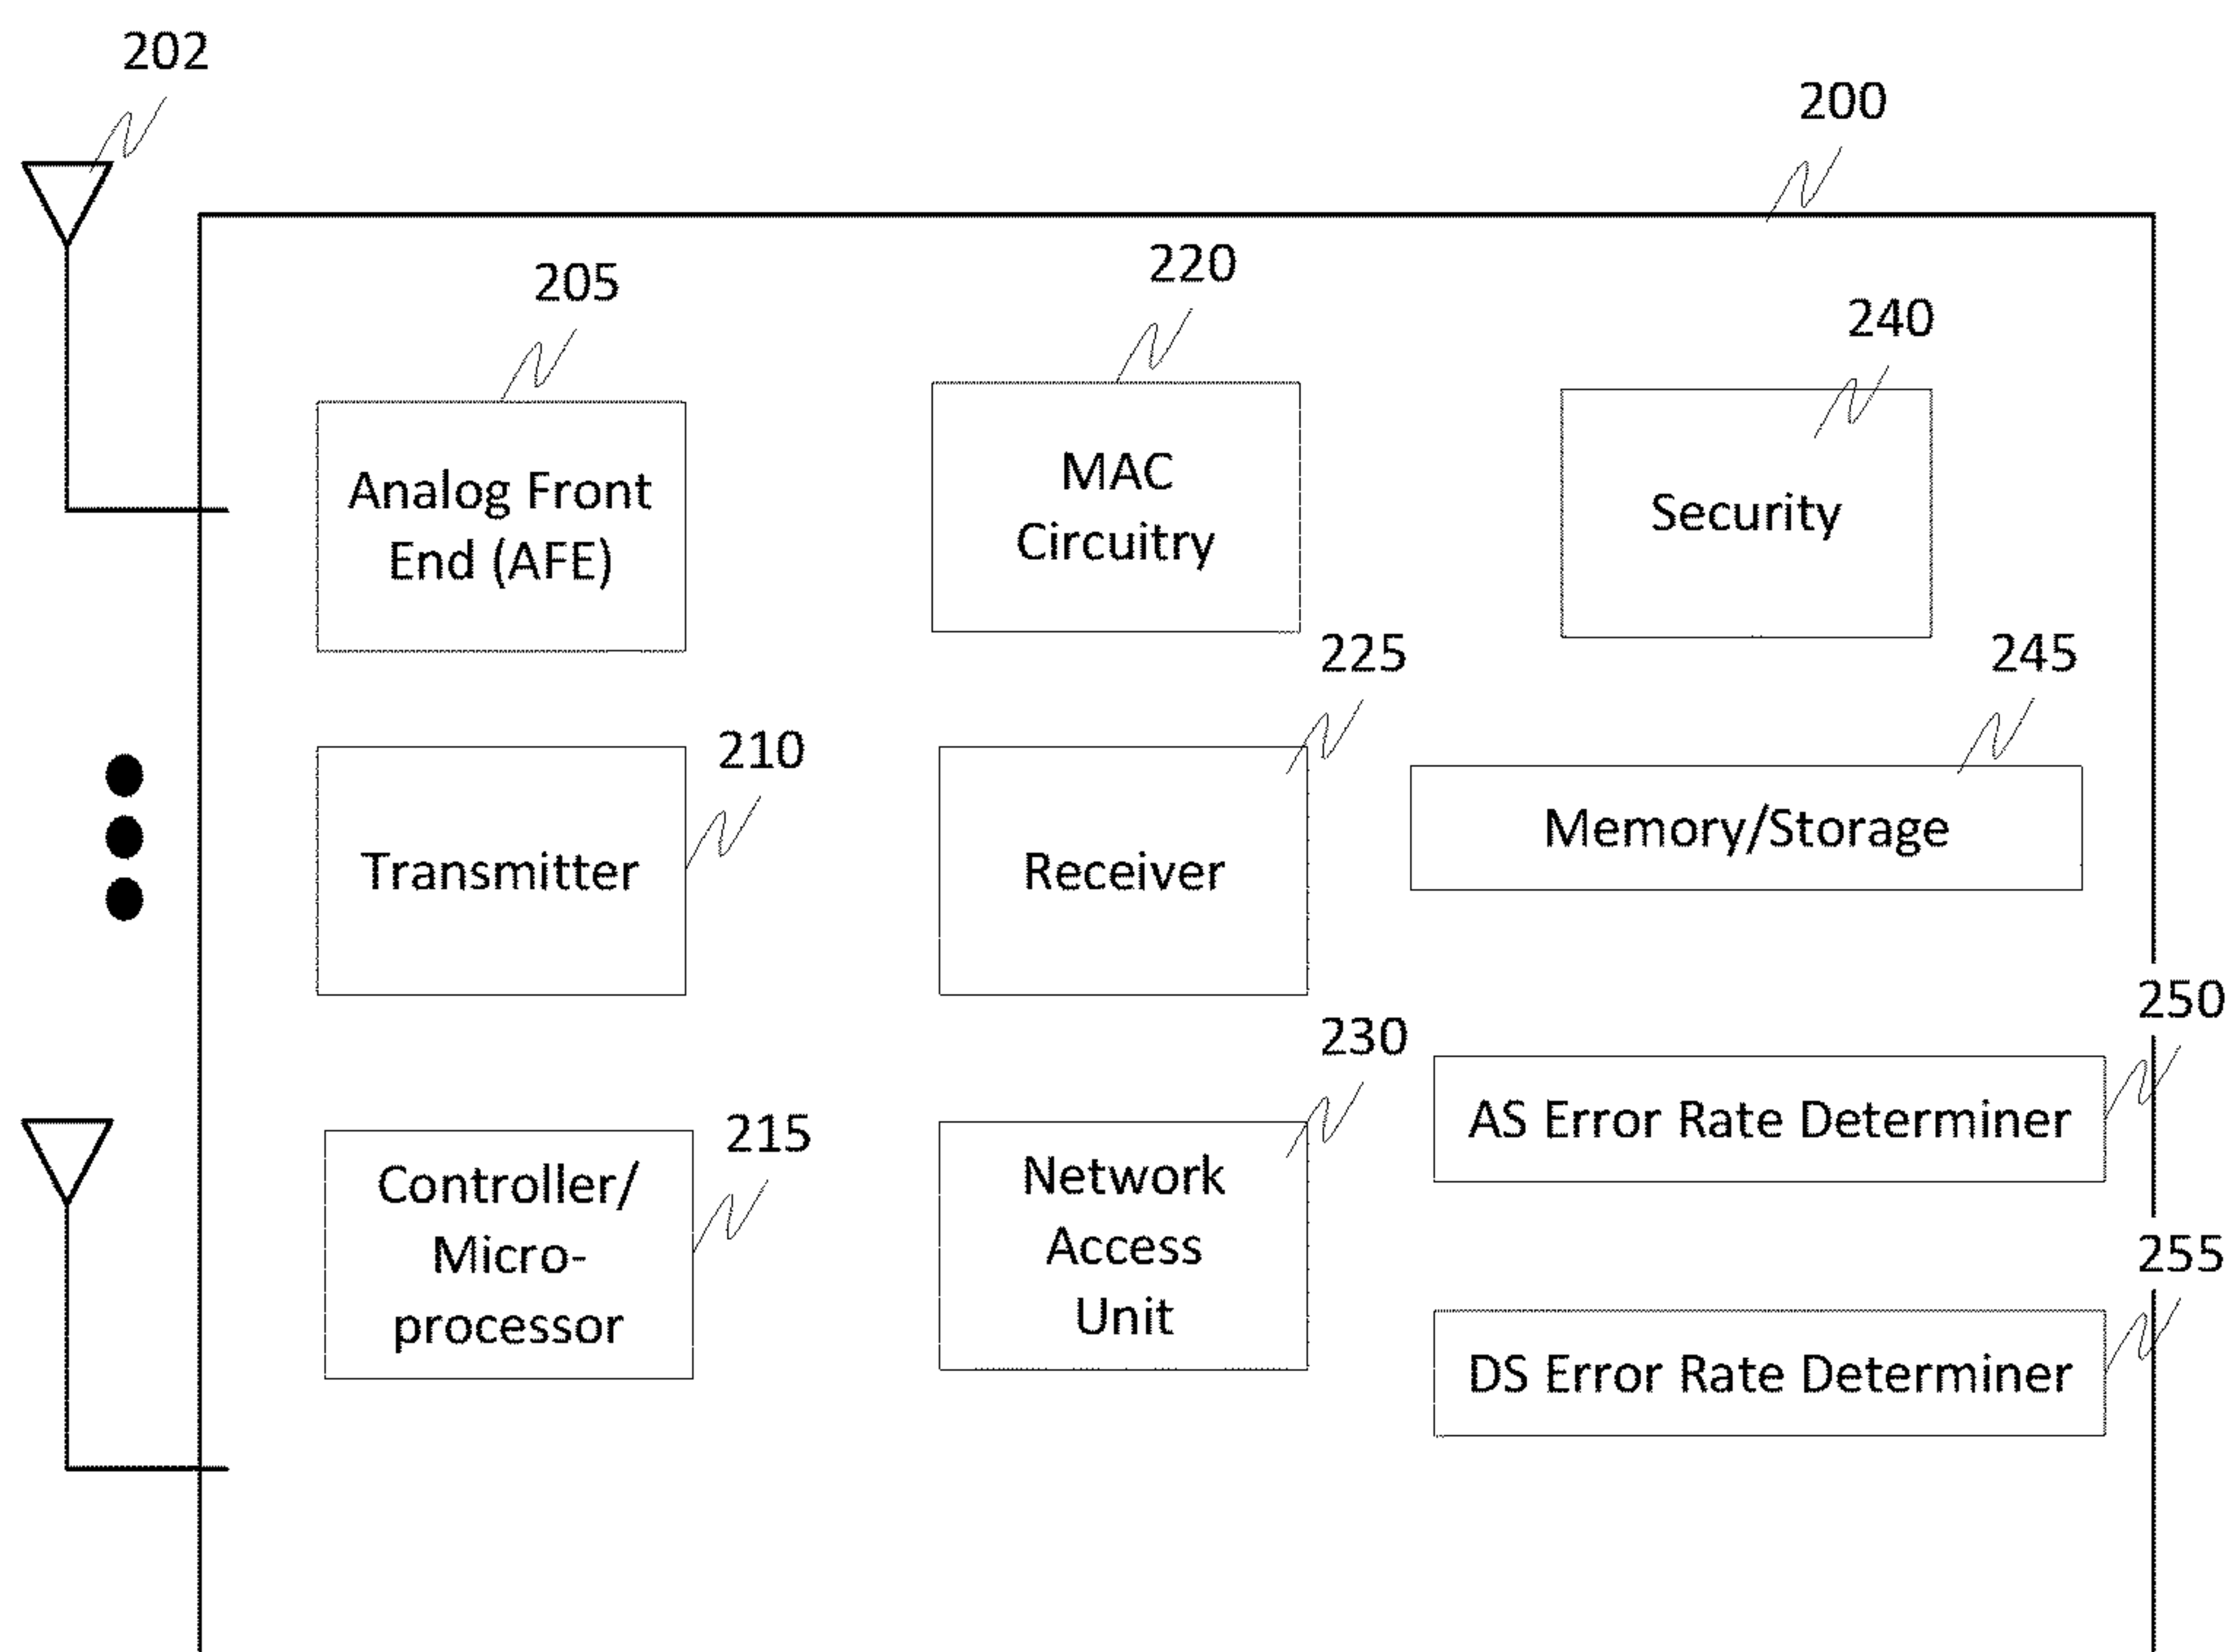 202
200
205
220
240
Analog Front
End (AFE)
MAC
Circuitry
Security
225
245
210
Transmitter
Receiver
Memory/Storage
250
230
215
AS Error Rate Determiner
Controller/
Micro-
processor
Network
Access
Unit
255
DS Error Rate Determiner